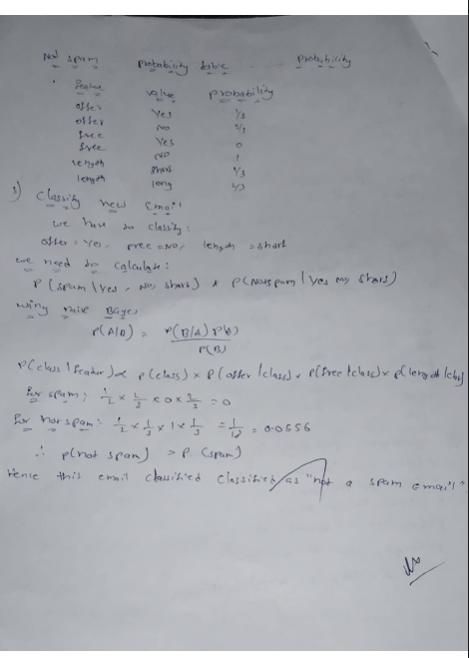 Not spam probability table probability
Feature value probability
offer Yes 1/3
offer NO 2/3
free Yes 0
free NO 1
length short 1/3
length long 2/3
3) Classify new Email
we have to classify:
offer = Yes, free = NO, length = short
we need to calculate:
P(spam | Yes, NO, short) & P(Not spam | Yes no, short)
using naive Bayes
P(A|B) = P(B|A) P(A) / P(B)
P(class | feature) ∝ P(class) × P(offer | class) × P(free | class) × P(length | class)
for spam: 1/2 × 2/3 × 0 × 2/3 = 0
for not spam: 1/2 × 1/3 × 1 × 1/3 = 1/18 = 0.0556
∴ P(not spam) > P(spam)
Hence this email classified classified as "not a spam email"